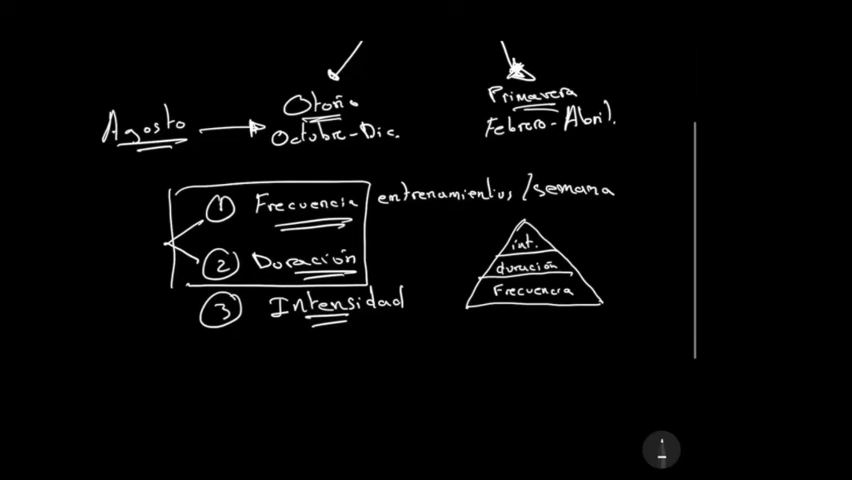 Otoño
Primavera
Agosto
Octubre-Dic.
Febrero-Abril.
1 Frecuencia entrenamientos/semana
2 Duración
3 Intensidad
int.
duración
Frecuencia